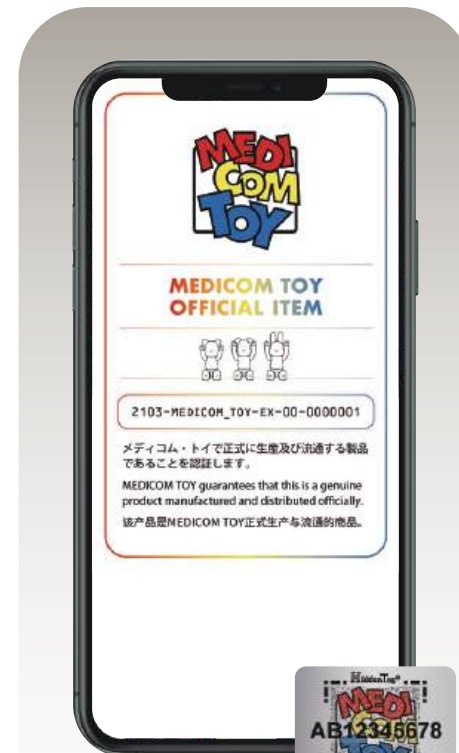 MEDI
COM
TOY
MEDICOM TOY
OFFICIAL ITEM
2103-MEDICOM_TOY-EX-00-0000001
メディコム・トイで正式に生産及び流通する製品
であることを認証します。
MEDICOM TOY guarantees that this is a genuine
product manufactured and distributed officially.
该产品是MEDICOM TOY正式生产与流通的商品。
HiddenTag®
MEDI
AB12345678